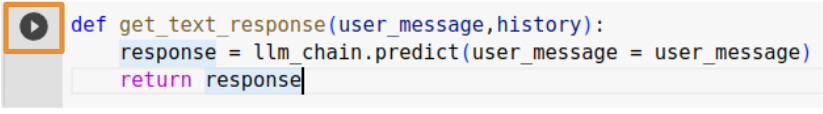 def get_text_response(user_message,history):
    response = llm_chain.predict(user_message = user_message)
    return response